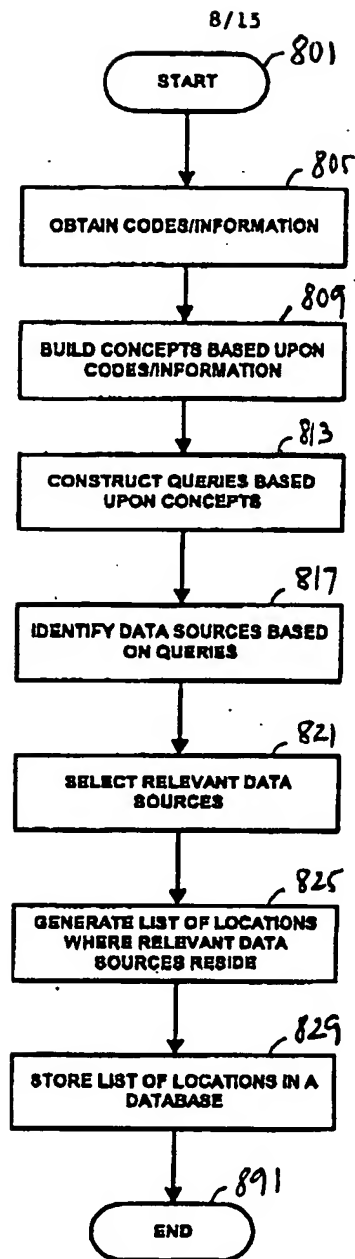 8/13
801
START
805
OBTAIN CODES/INFORMATION
809
BUILD CONCEPTS BASED UPON
CODES/INFORMATION
813
CONSTRUCT QUERIES BASED
UPON CONCEPTS
817
IDENTIFY DATA SOURCES BASED
ON QUERIES
821
SELECT RELEVANT DATA
SOURCES
825
GENERATE LIST OF LOCATIONS
WHERE RELEVANT DATA
SOURCES RESIDE
829
STORE LIST OF LOCATIONS IN A
DATABASE
891
END